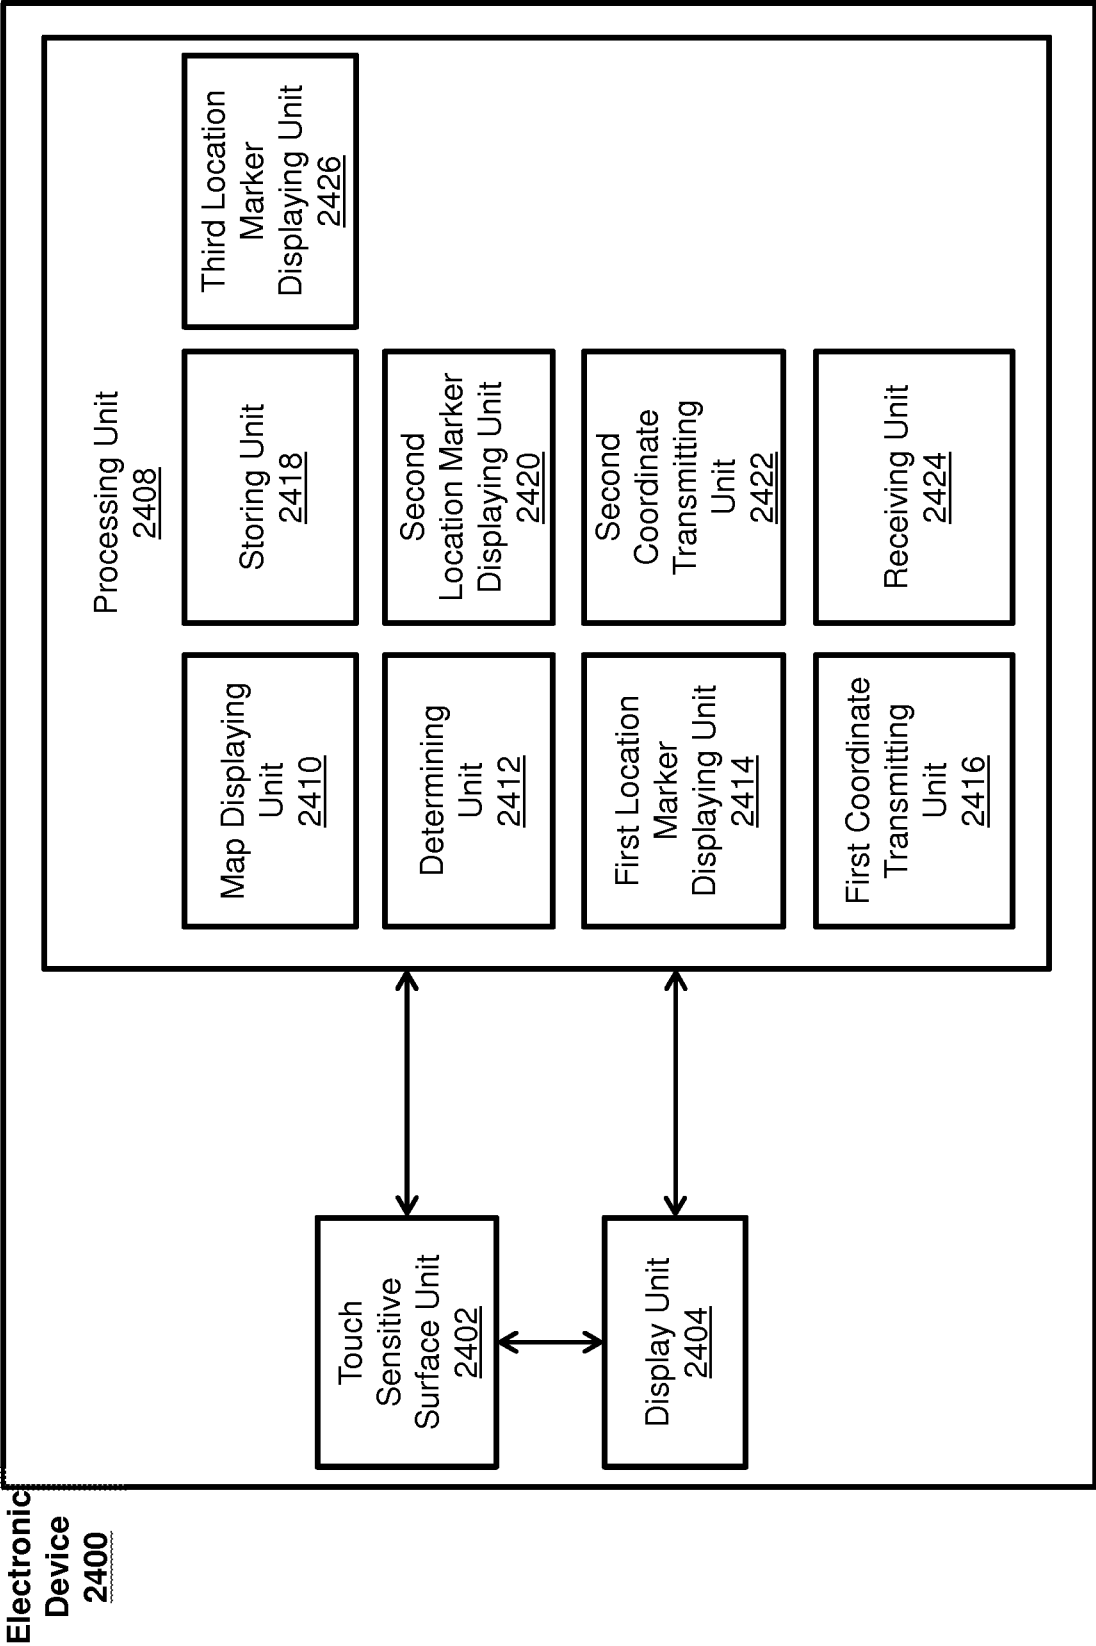 Electronic
Device
2400
Touch
Sensitive
Surface Unit
2402
Display Unit
2404
Processing Unit
2408
Map Displaying
Unit
2410
Determining
Unit
2412
First Location
Marker
Displaying Unit
2414
First Coordinate
Transmitting
Unit
2416
Storing Unit
2418
Second
Location Marker
Displaying Unit
2420
Second
Coordinate
Transmitting
Unit
2422
Receiving Unit
2424
Third Location
Marker
Displaying Unit
2426